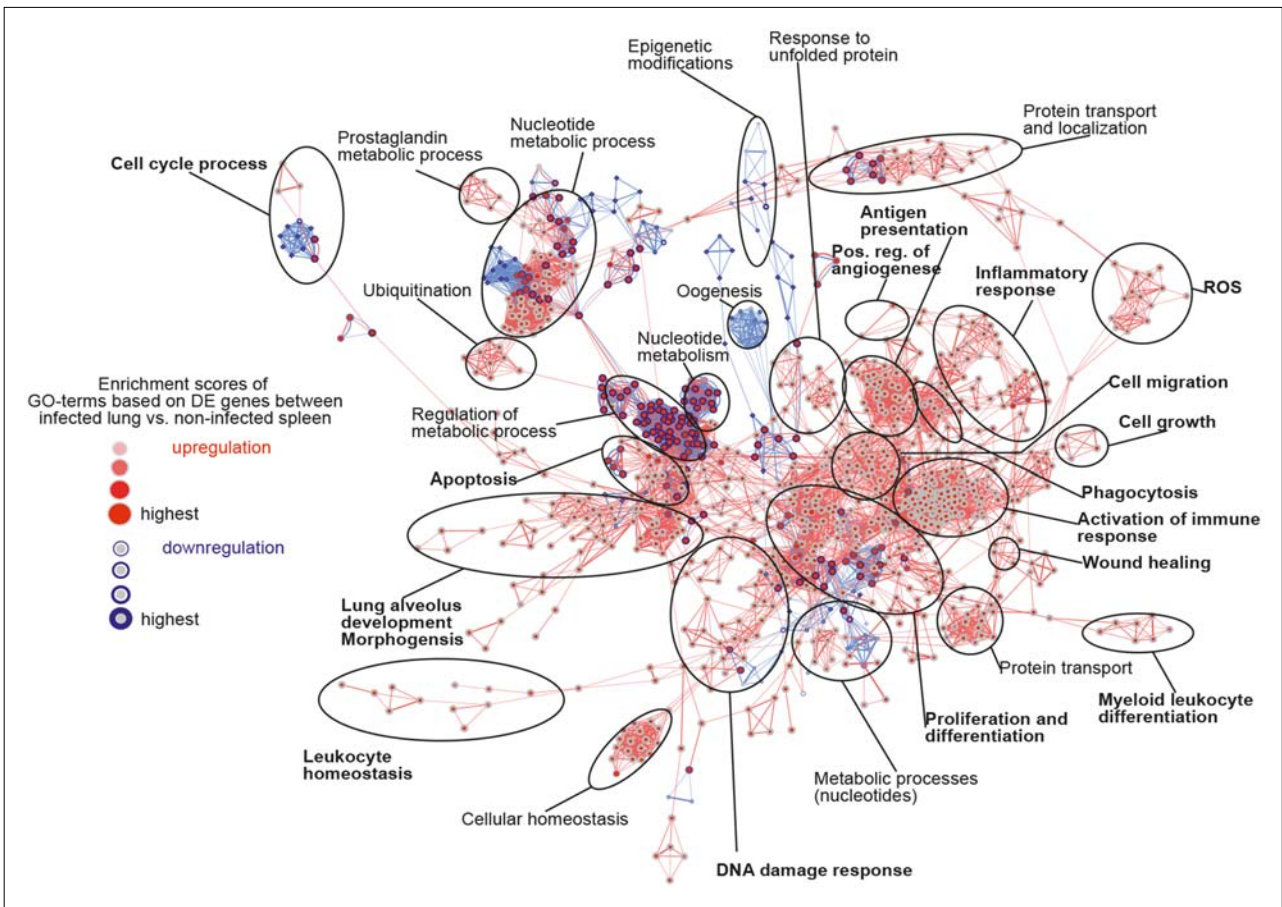 Epigenetic
modifications
Response to
unfolded protein
Protein transport
and localization
Prostaglandin
metabolic process
Nucleotide
metabolic process
Cell cycle process
Antigen
presentation
Pos. reg. of
angiogenese
Inflammatory
response
ROS
Ubiquitination
Oogenesis
Nucleotide
metabolism
Cell migration
Enrichment scores of
GO-terms based on DE genes between
infected lung vs. non-infected spleen
upregulation
highest
downregulation
highest
Regulation of
metabolic process
Cell growth
Apoptosis
Phagocytosis
Activation of immune
response
Wound healing
Lung alveolus
development
Morphogensis
Protein transport
Myeloid leukocyte
differentiation
Proliferation and
differentiation
Leukocyte
homeostasis
Metabolic processes
(nucleotides)
Cellular homeostasis
DNA damage response